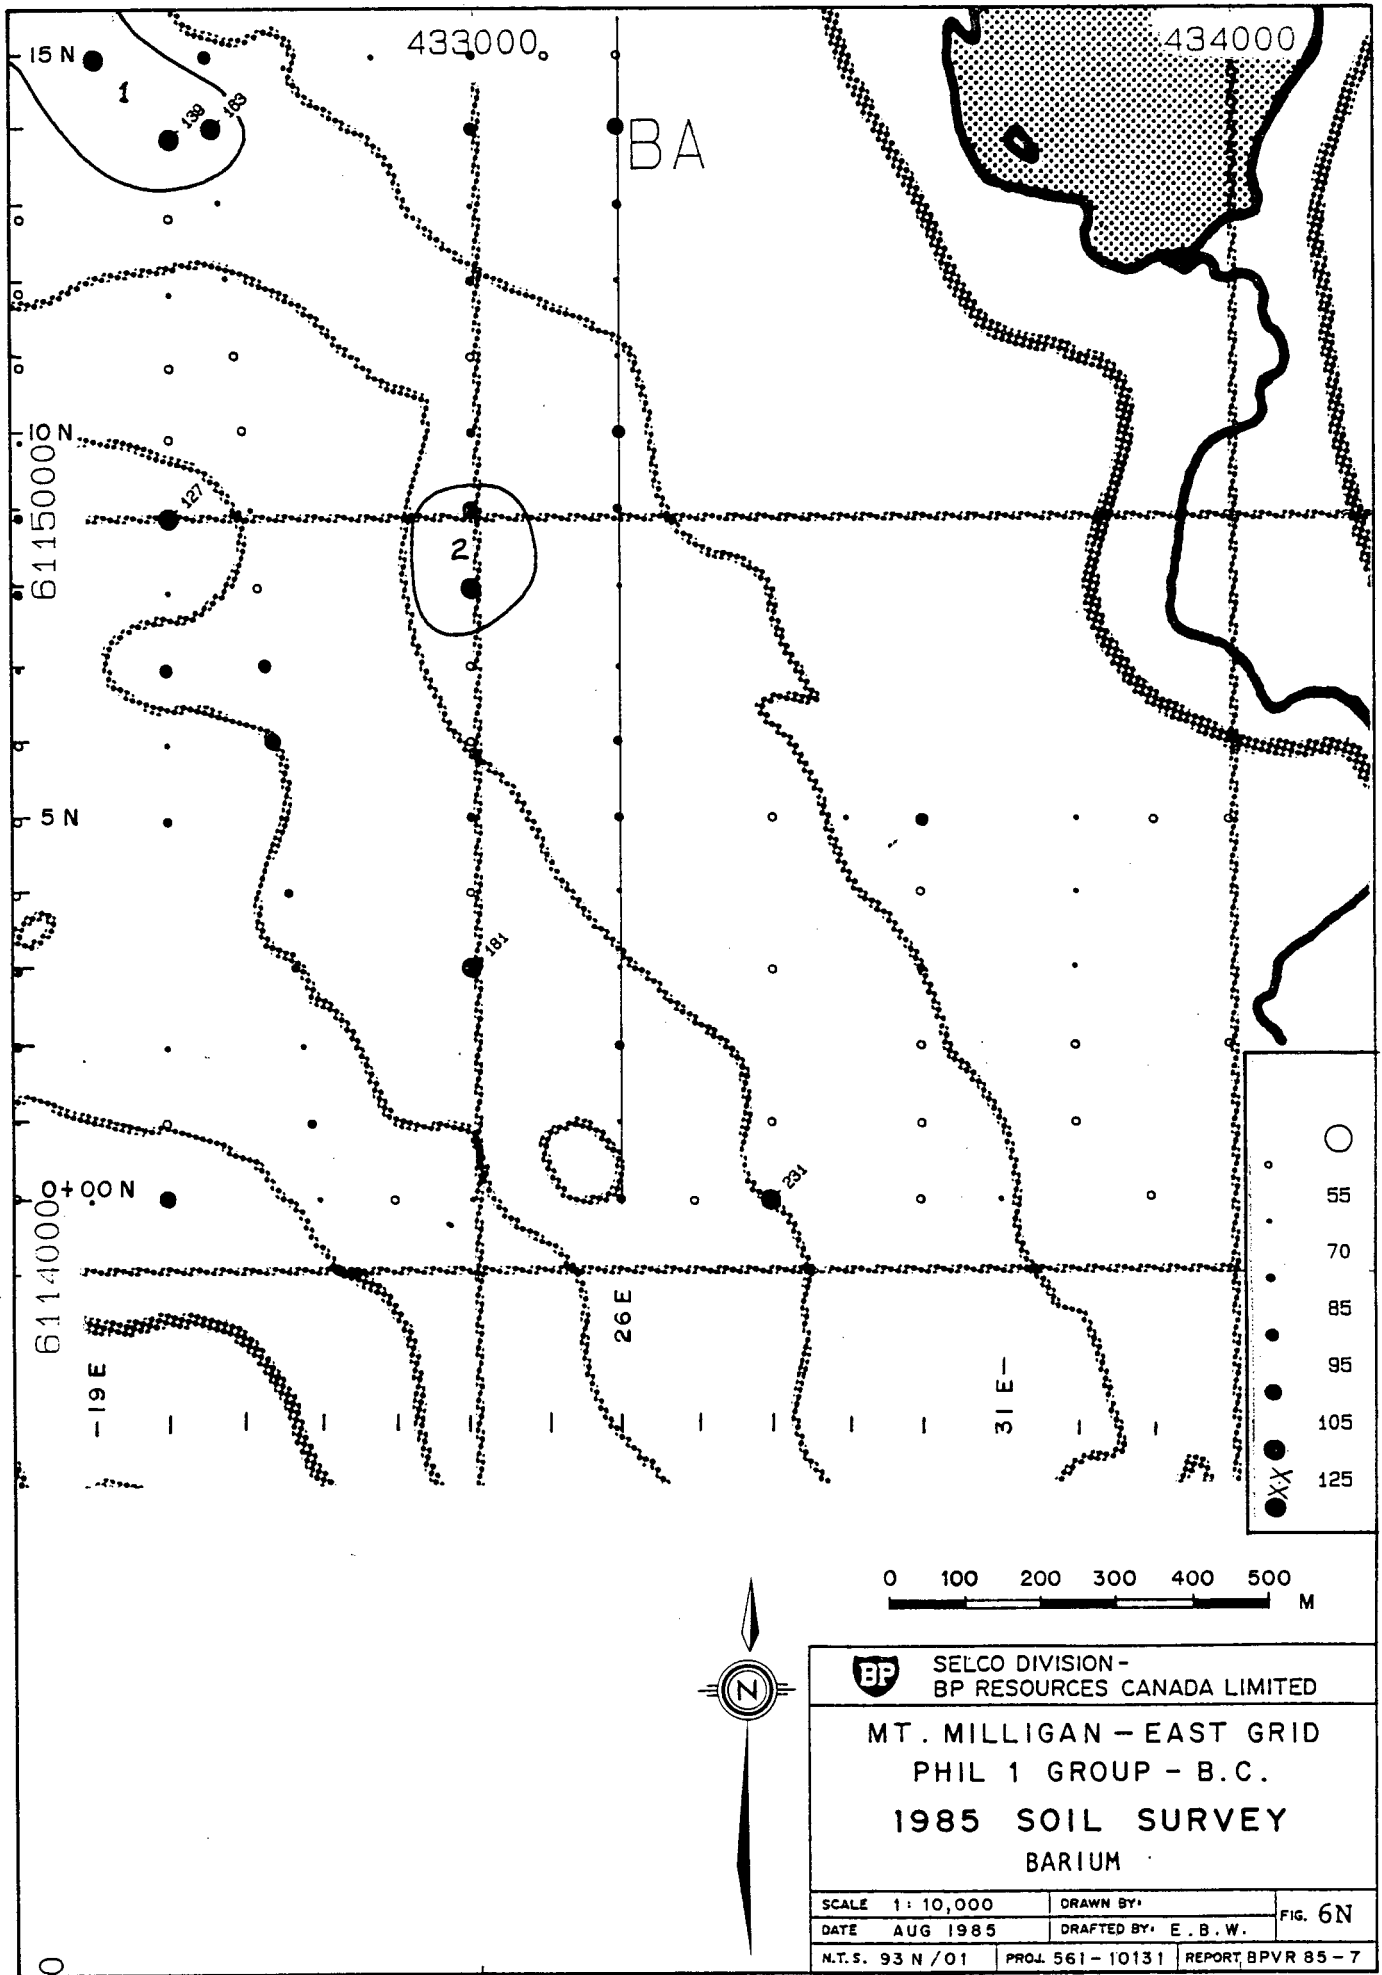 433000
434000
15 N
1
139
163
BA
10 N
6115000
127
2
5 N
181
231
0+00 N
6114000
19 E
26 E
31 E
55
70
85
95
105
125
X.X
0 100 200 300 400 500 M
N
BP
SELCO DIVISION-
BP RESOURCES CANADA LIMITED
MT. MILLIGAN - EAST GRID
PHIL 1 GROUP - B.C.
1985 SOIL SURVEY
BARIUM
SCALE 1:10,000 DRAWN BY:
DATE AUG 1985 DRAFTED BY: E.B.W. FIG. 6N
N.T.S. 93 N/01 PROJ. 561-10131 REPORT BPVR 85-7
0